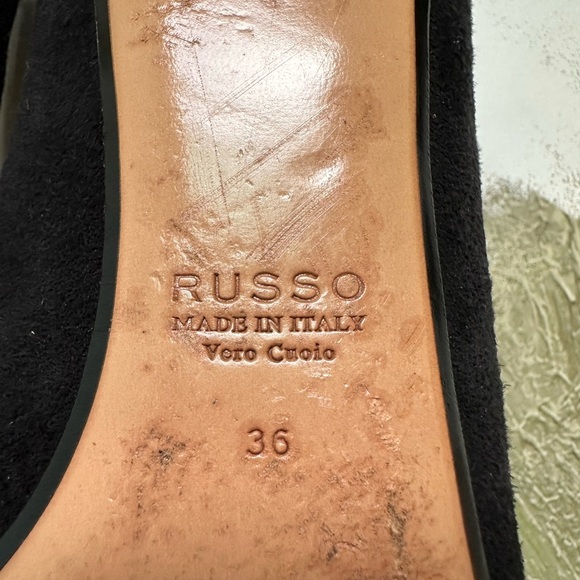 RUSSO
MADE IN ITALY
Vero Cuoio
36